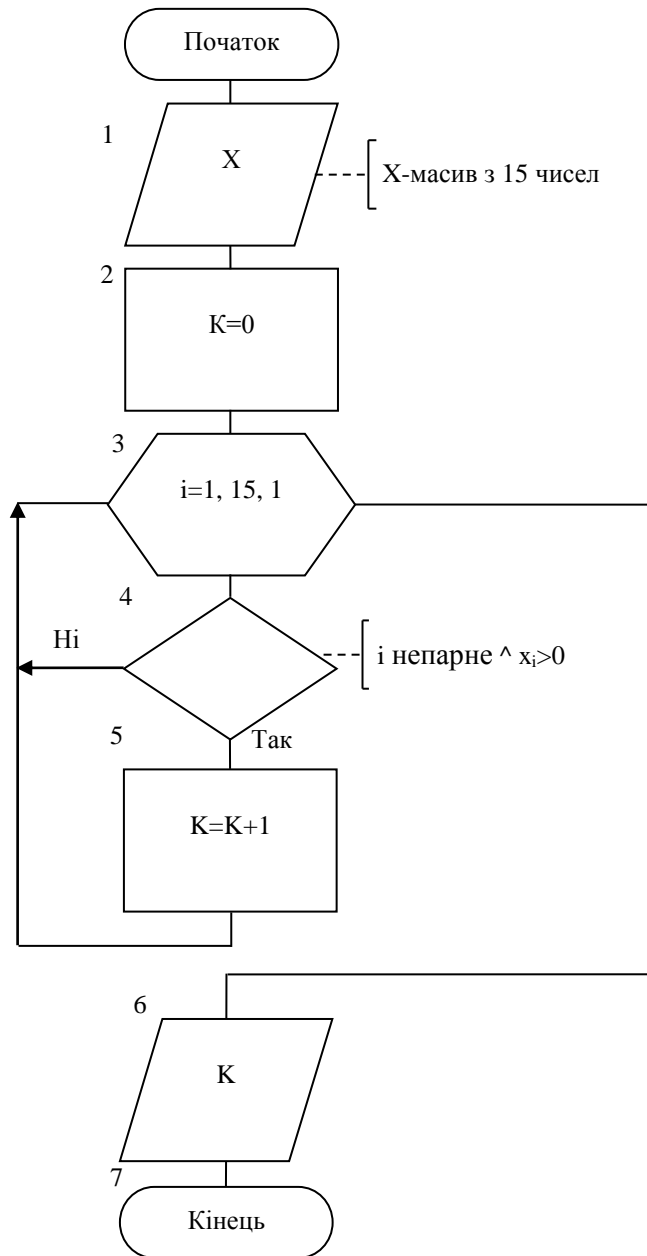 Початок
1
X
X-масив з 15 чисел
2
K=0
3
i=1, 15, 1
4
Ні
i непарне ^ xᵢ>0
5
Так
K=K+1
6
K
7
Кінець